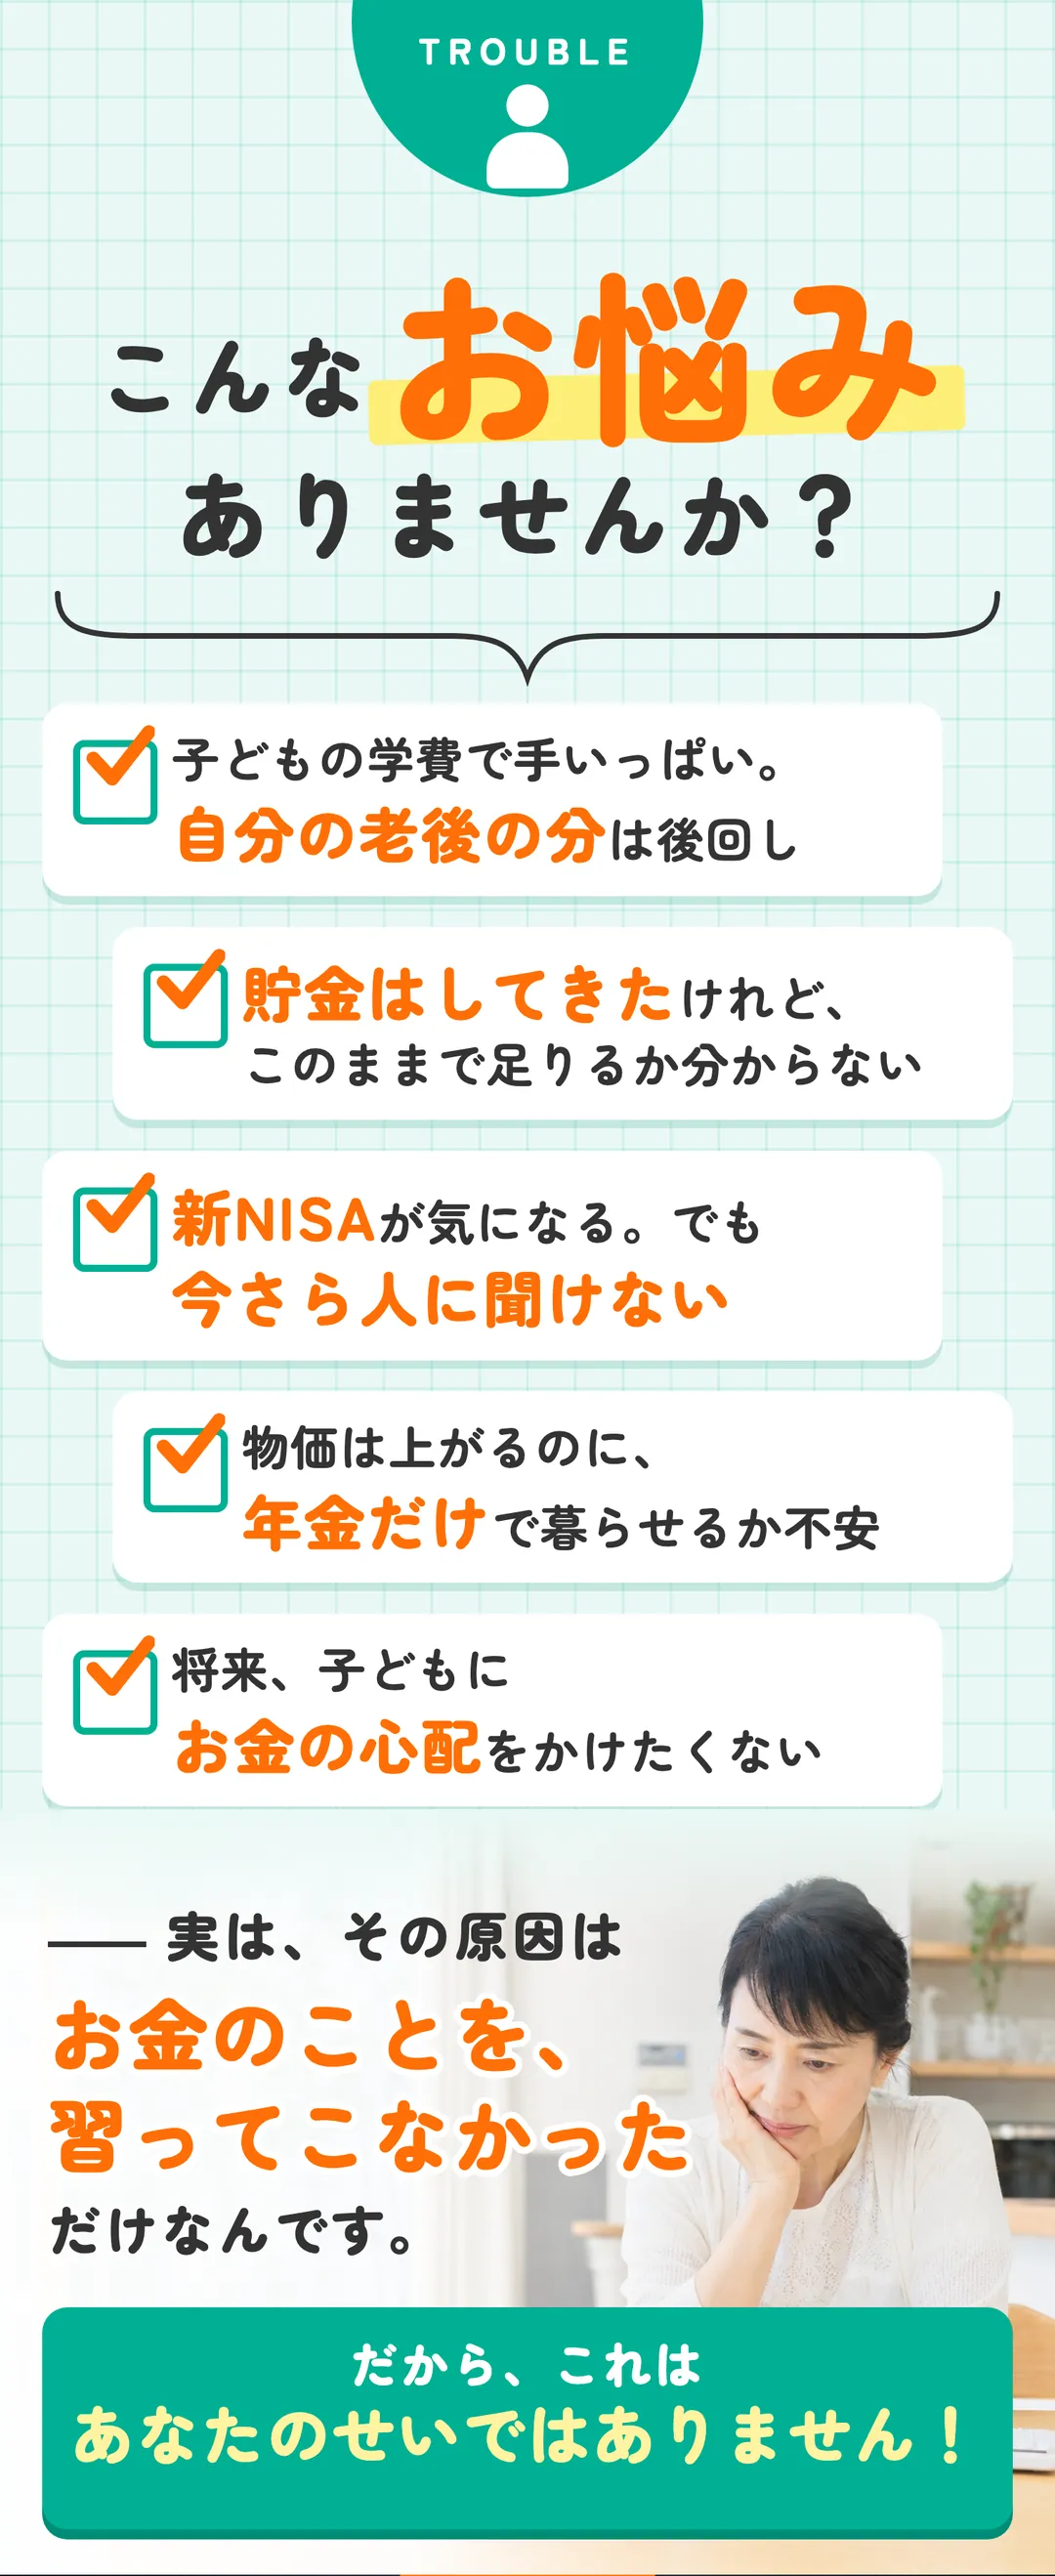 TROUBLE
こんなお悩み
ありませんか？
子どもの学費で手いっぱい。
自分の老後の分は後回し
貯金はしてきたけれど、
このままで足りるか分からない
新NISAが気になる。でも
今さら人に聞けない
物価は上がるのに、
年金だけで暮らせるか不安
将来、子どもに
お金の心配をかけたくない
── 実は、その原因は
お金のことを、
習ってこなかった
だけなんです。
だから、これは
あなたのせいではありません！